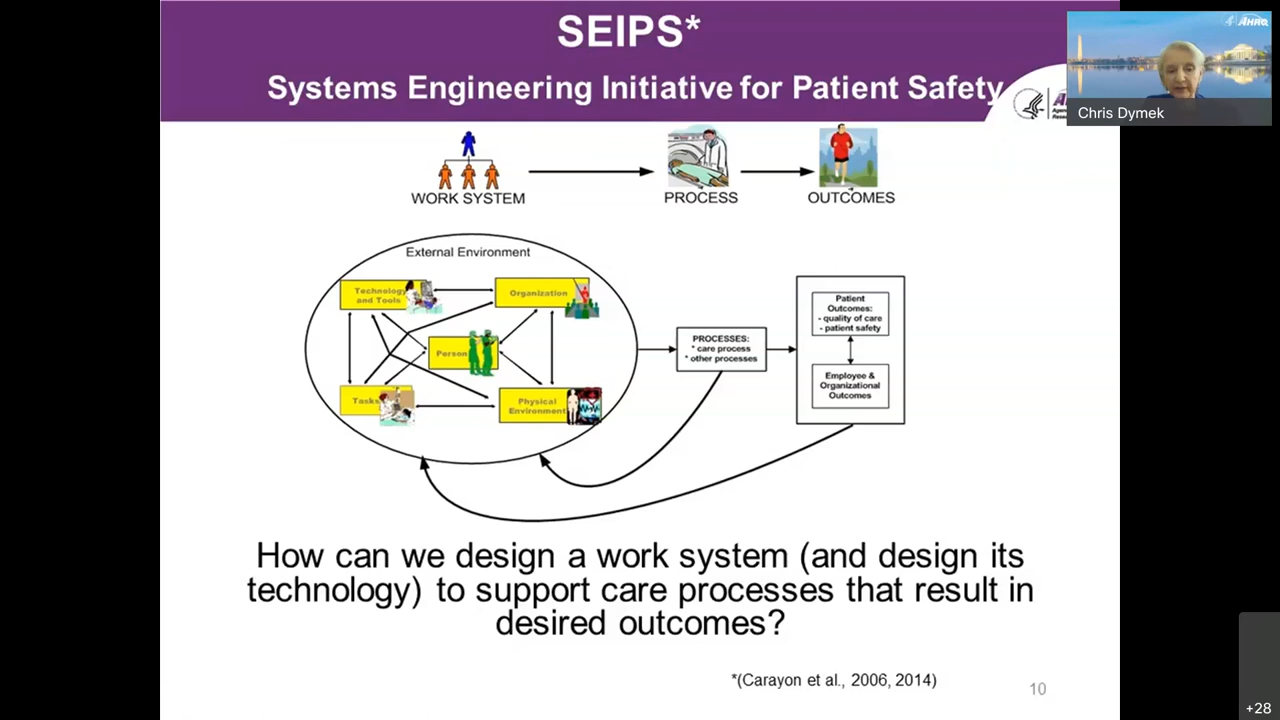 SEIPS*
Systems Engineering Initiative for Patient Safety
AHRQ
Chris Dymek
WORK SYSTEM
PROCESS
OUTCOMES
External Environment
Technology
and Tools
Organization
Person
Tasks
Physical
Environment
PROCESSES:
* care process
* other processes
Patient
Outcomes:
- quality of care
- patient safety
Employee &
Organizational
Outcomes
How can we design a work system (and design its
technology) to support care processes that result in
desired outcomes?
*(Carayon et al., 2006, 2014)
10
+28